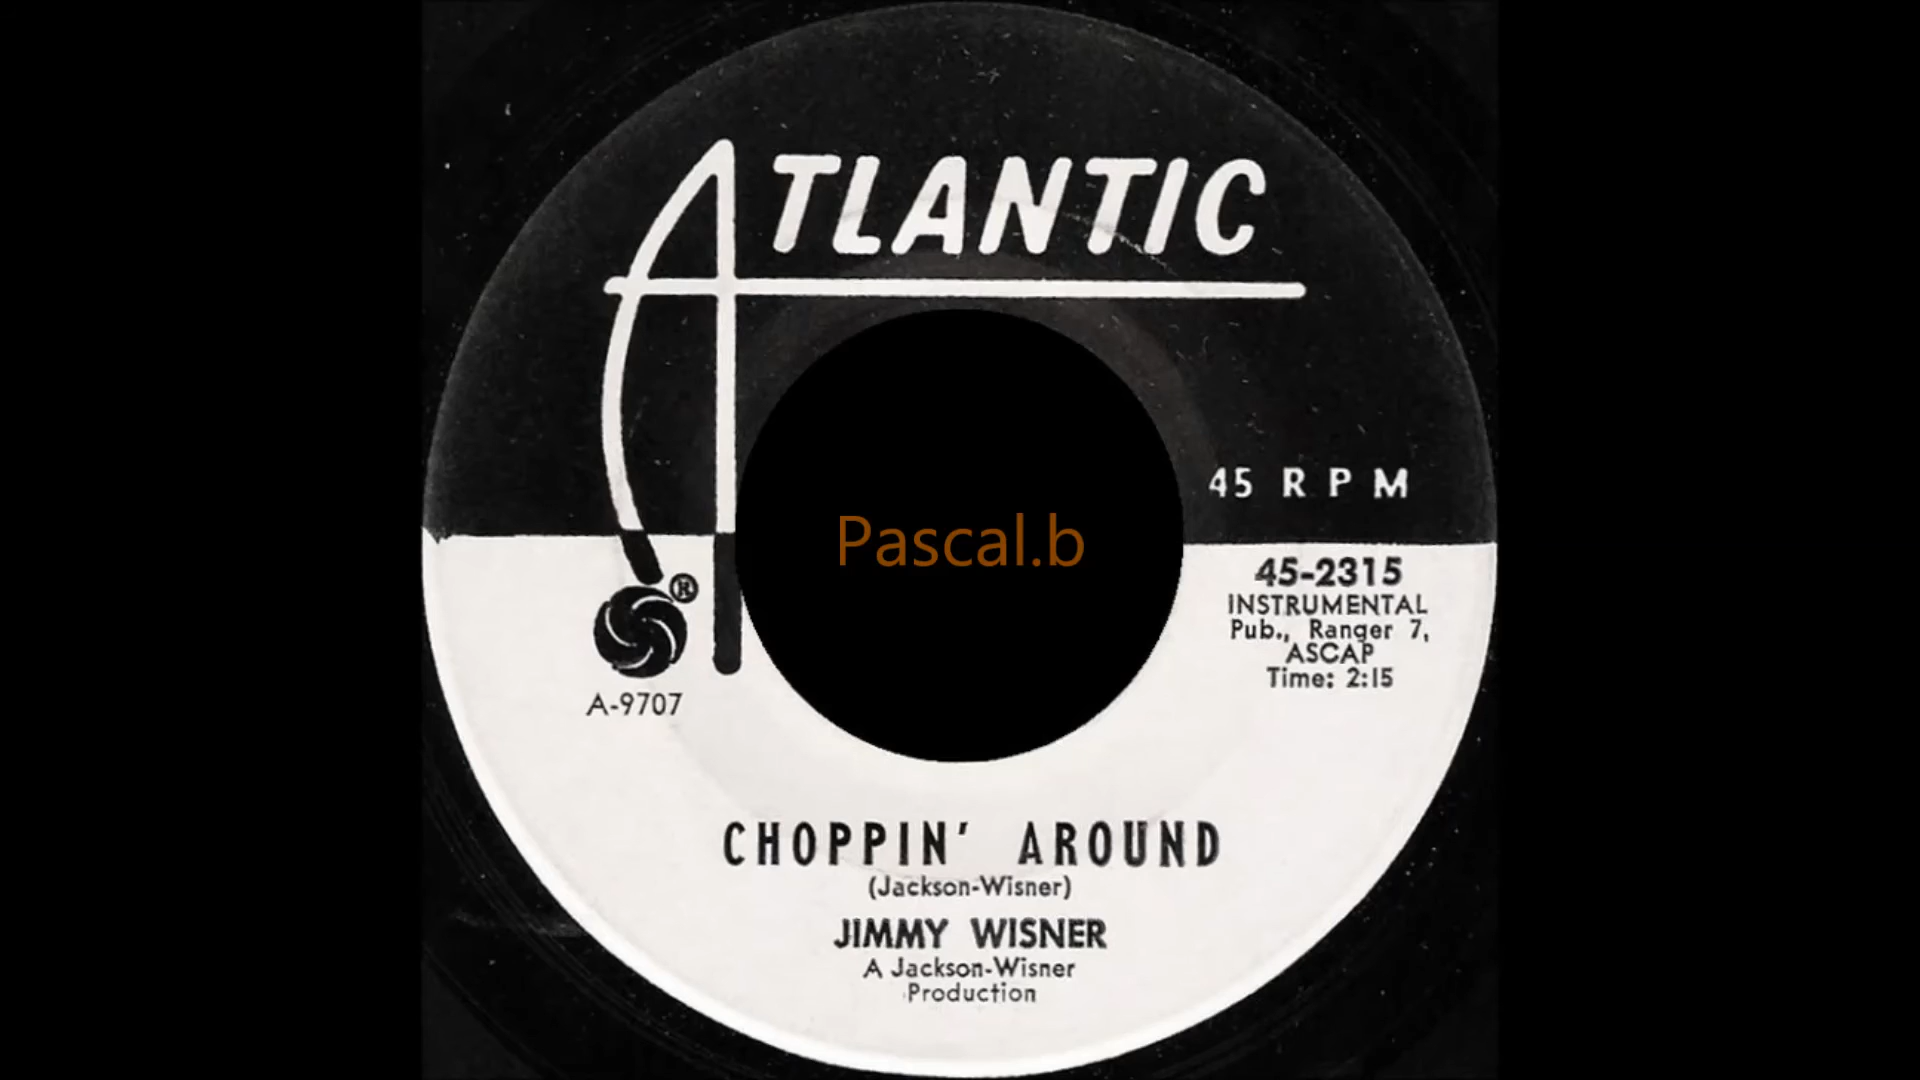 ATLANTIC
45 RPM
Pascal.b
45-2315
INSTRUMENTAL
Pub., Ranger 7,
ASCAP
Time: 2:15
®
A-9707
CHOPPIN' AROUND
(Jackson-Wisner)
JIMMY WISNER
A Jackson-Wisner
Production